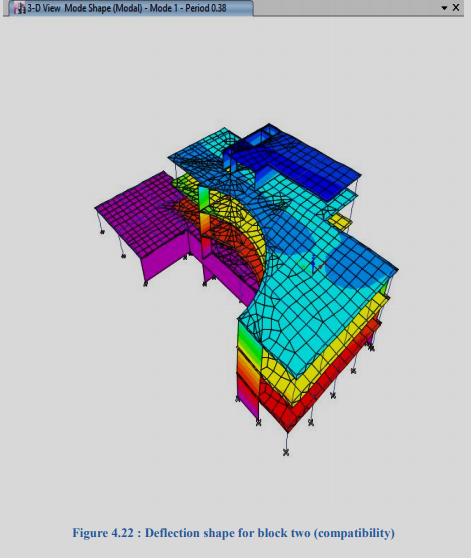 3-D View Mode Shape (Modal) - Mode 1 - Period 0.38
Figure 4.22 : Deflection shape for block two (compatibility)